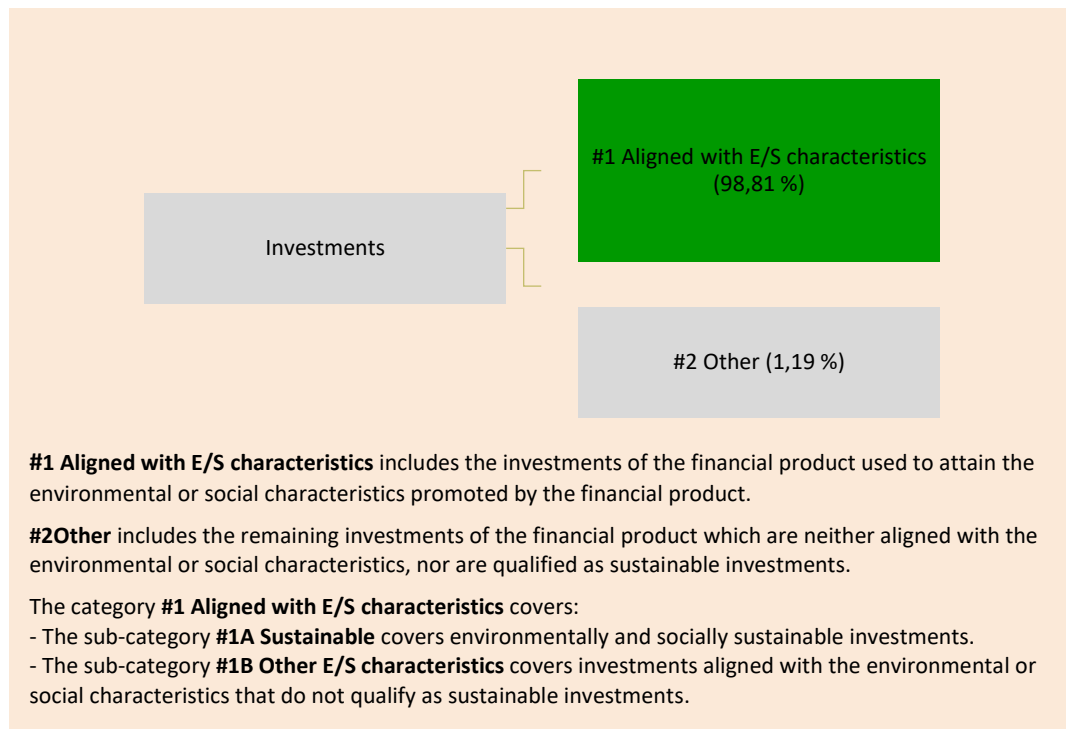 #1 Aligned with E/S characteristics
(98,81 %)
Investments
#2 Other (1,19 %)
#1 Aligned with E/S characteristics includes the investments of the financial product used to attain the
environmental or social characteristics promoted by the financial product.
#2Other includes the remaining investments of the financial product which are neither aligned with the
environmental or social characteristics, nor are qualified as sustainable investments.
The category #1 Aligned with E/S characteristics covers:
- The sub-category #1A Sustainable covers environmentally and socially sustainable investments.
- The sub-category #1B Other E/S characteristics covers investments aligned with the environmental or
social characteristics that do not qualify as sustainable investments.